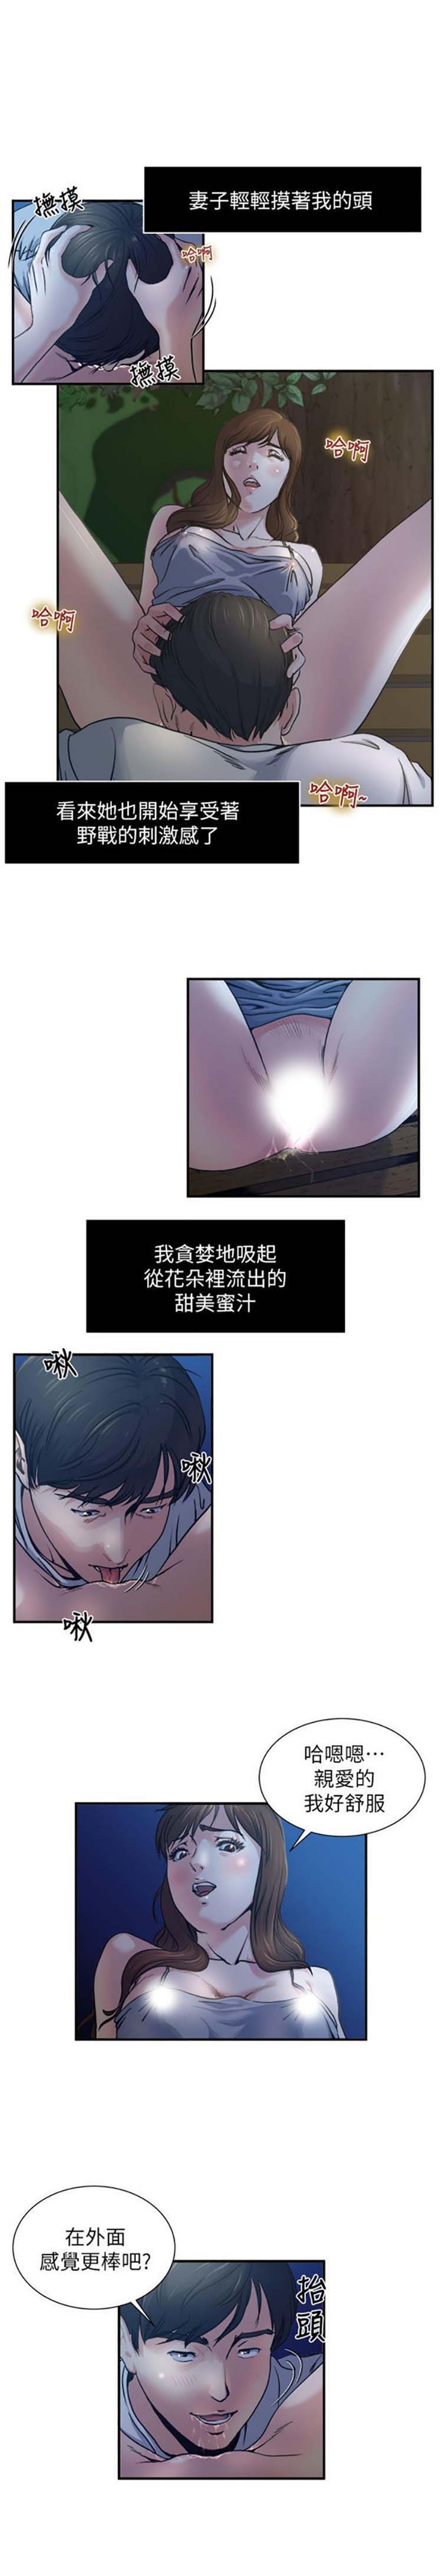 撫摸
妻子輕輕摸著我的頭
哈啊
撫摸
哈啊
哈啊
哈啊~
看來她也開始享受著
野戰的刺激感了
我貪婪地吸起
從花朵裡流出的
甜美蜜汁
啾
啾
啾
哈嗯嗯⋯
親愛的
我好舒服
在外面
感覺更棒吧?
抬
頭